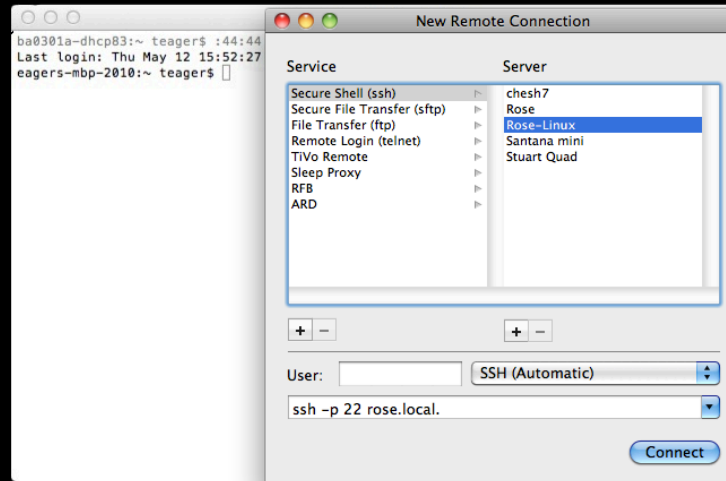 ba0301a-dhcp83:~ teager$ :44:44
Last login: Thu May 12 15:52:27
eagers-mbp-2010:~ teager$
New Remote Connection
Service
Server
Secure Shell (ssh)
Secure File Transfer (sftp)
File Transfer (ftp)
Remote Login (telnet)
TiVo Remote
Sleep Proxy
RFB
ARD
chesh7
Rose
Rose-Linux
Santana mini
Stuart Quad
+ -
+ -
User:
SSH (Automatic)
ssh -p 22 rose.local.
Connect